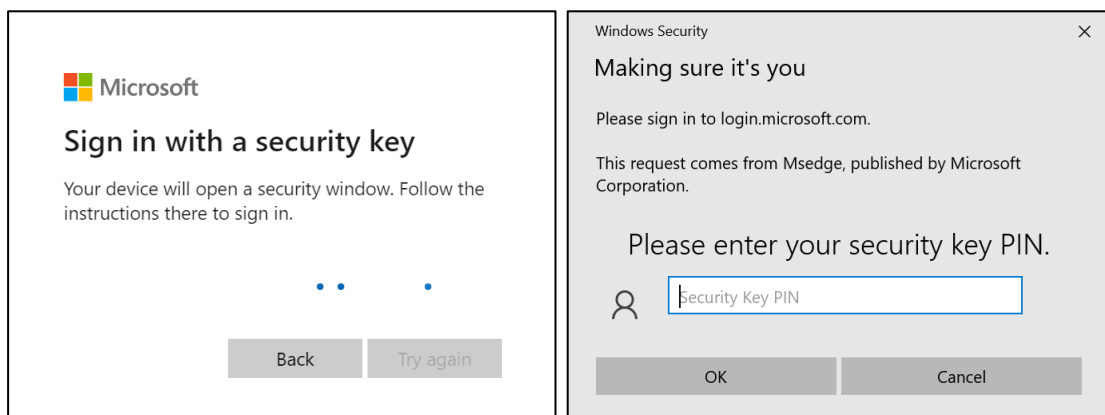 Microsoft
Sign in with a security key
Your device will open a security window. Follow the
instructions there to sign in.
Back
Try again
Windows Security
Making sure it's you
Please sign in to login.microsoft.com.
This request comes from Msedge, published by Microsoft
Corporation.
Please enter your security key PIN.
Security Key PIN
OK
Cancel